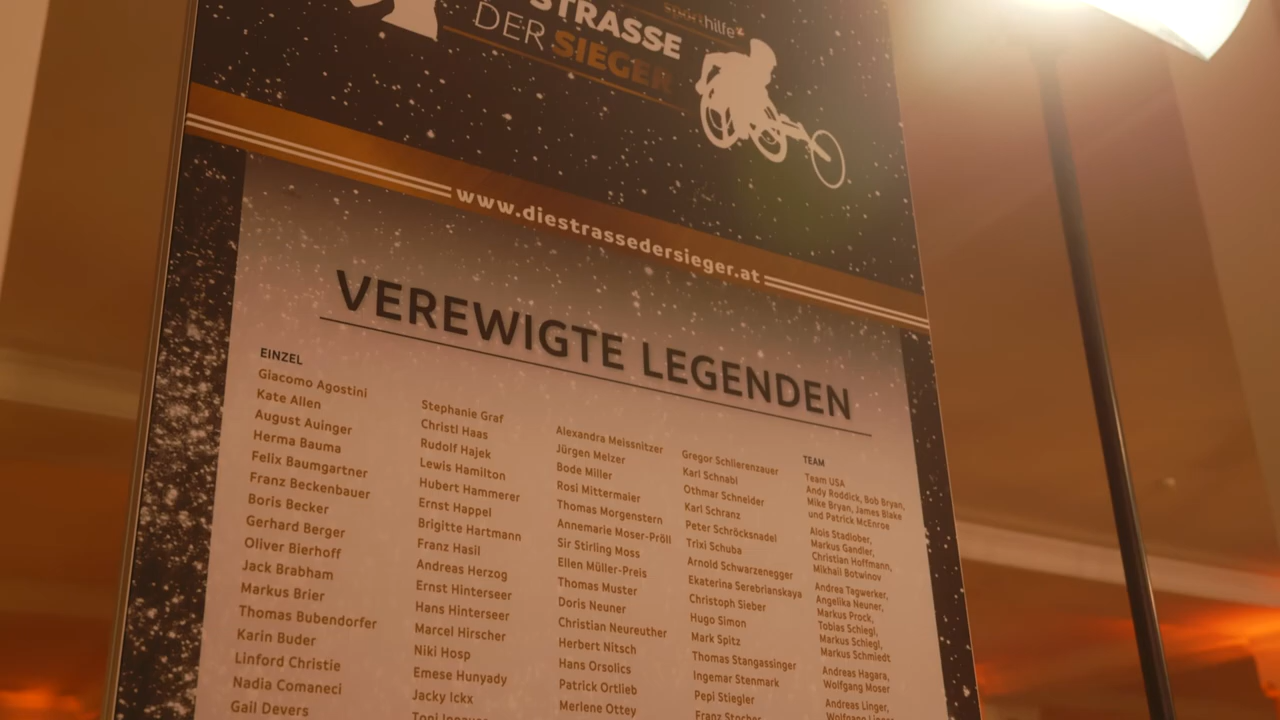 sporthilfe
STRASSE
DER SIEGER
www.diestrassedersieger.at
VEREWIGTE LEGENDEN
EINZEL
Giacomo Agostini
Kate Allen
August Auinger
Herma Bauma
Felix Baumgartner
Franz Beckenbauer
Boris Becker
Gerhard Berger
Oliver Bierhoff
Jack Brabham
Markus Brier
Thomas Bubendorfer
Karin Buder
Linford Christie
Nadia Comaneci
Gail Devers
Stephanie Graf
Christl Haas
Rudolf Hajek
Lewis Hamilton
Hubert Hammerer
Ernst Happel
Brigitte Hartmann
Franz Hasil
Andreas Herzog
Ernst Hinterseer
Hans Hinterseer
Marcel Hirscher
Niki Hosp
Emese Hunyady
Jacky Ickx
Alexandra Meissnitzer
Jürgen Melzer
Bode Miller
Rosi Mittermaier
Thomas Morgenstern
Annemarie Moser-Pröll
Sir Stirling Moss
Ellen Müller-Preis
Thomas Muster
Doris Neuner
Christian Neureuther
Herbert Nitsch
Hans Orsolics
Patrick Ortlieb
Merlene Ottey
Gregor Schlierenzauer
Karl Schnabl
Othmar Schneider
Karl Schranz
Peter Schröcksnadel
Trixi Schuba
Arnold Schwarzenegger
Ekaterina Serebrianskaya
Christoph Sieber
Hugo Simon
Mark Spitz
Thomas Stangassinger
Ingemar Stenmark
Pepi Stiegler
Franz Stocher
TEAM
Team USA
Andy Roddick, Bob Bryan,
Mike Bryan, James Blake
und Patrick McEnroe
Alois Stadlober,
Markus Gandler,
Christian Hoffmann,
Mikhail Botwinov
Andrea Tagwerker,
Angelika Neuner,
Markus Prock,
Tobias Schiegl,
Markus Schiegl,
Markus Schmiedt
Andreas Hagara,
Wolfgang Moser
Andreas Linger,
Wolfgang Linger